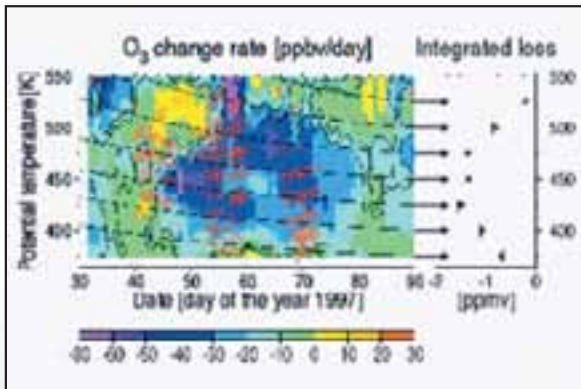 O3 change rate [ppbv/day]
Integrated loss
Potential temperature [K]
550
500
450
400
30 40 50 60 70 80 90
Date [day of the year 1997]
550
500
450
400
-2 -1 0
[ppmv]
-80 -60 -50 -40 -30 -20 -10 0 10 20 30